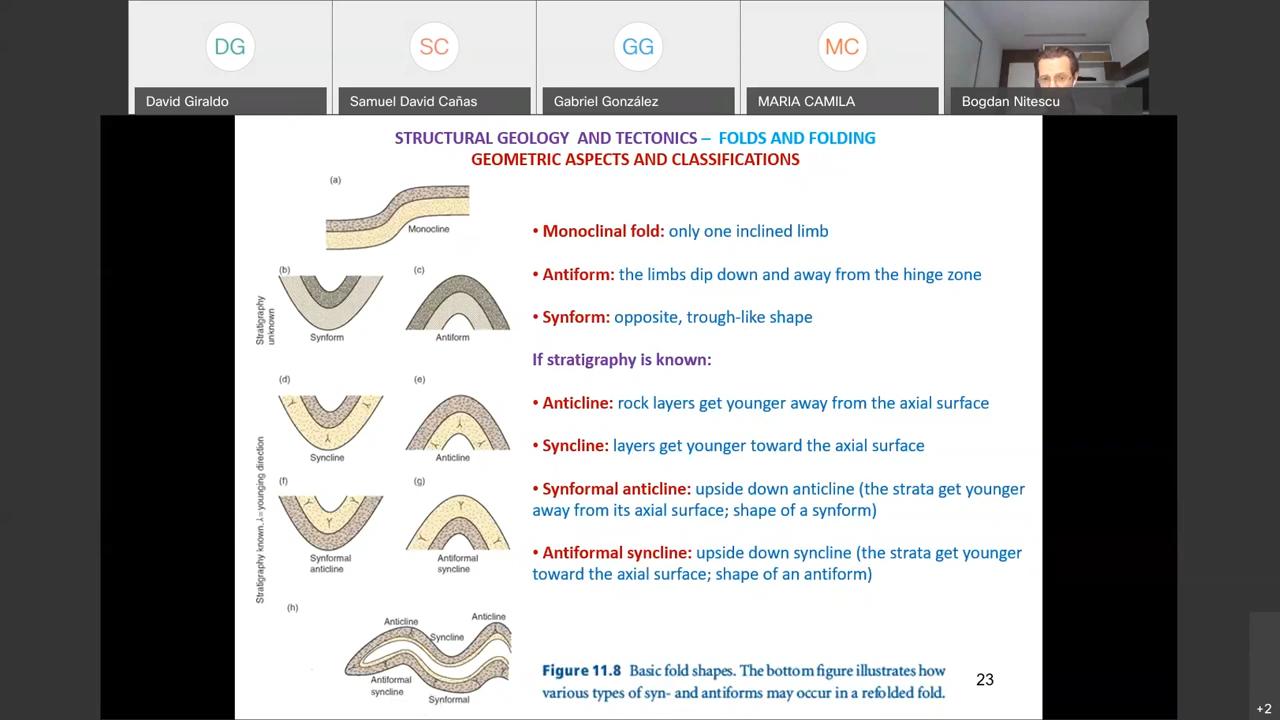 DG
SC
GG
MC
David Giraldo
Samuel David Cañas
Gabriel González
MARIA CAMILA
Bogdan Nitescu
STRUCTURAL GEOLOGY AND TECTONICS – FOLDS AND FOLDING
GEOMETRIC ASPECTS AND CLASSIFICATIONS
(a)
Monocline
(b)
(c)
Stratigraphy
unknown
Synform
Antiform
(d)
(e)
Syncline
Anticline
(f)
(g)
Stratigraphy known, ⅄= younging direction
Synformal
anticline
Antiformal
syncline
(h)
Anticline
Anticline
Syncline
Antiformal
syncline
Synformal
• Monoclinal fold: only one inclined limb
• Antiform: the limbs dip down and away from the hinge zone
• Synform: opposite, trough-like shape
If stratigraphy is known:
• Anticline: rock layers get younger away from the axial surface
• Syncline: layers get younger toward the axial surface
• Synformal anticline: upside down anticline (the strata get younger
away from its axial surface; shape of a synform)
• Antiformal syncline: upside down syncline (the strata get younger
toward the axial surface; shape of an antiform)
Figure 11.8 Basic fold shapes. The bottom figure illustrates how
various types of syn- and antiforms may occur in a refolded fold.
23
+2